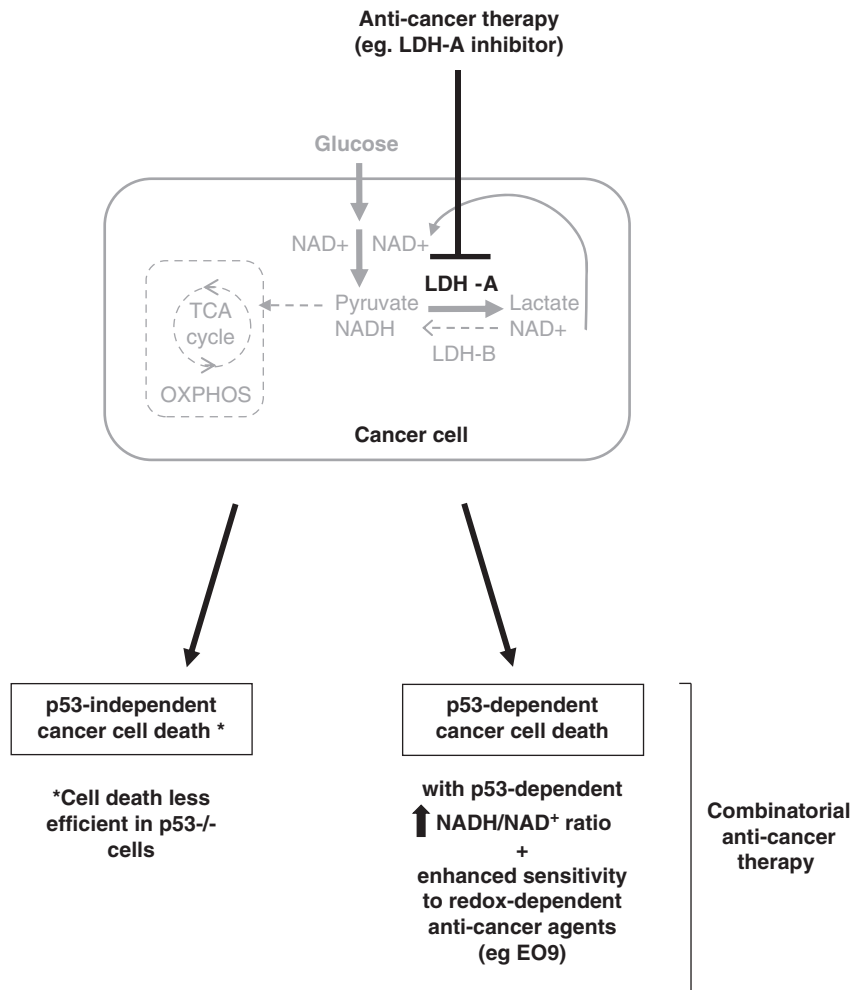 Anti-cancer therapy
(eg. LDH-A inhibitor)
Glucose
NAD+ NAD+
LDH -A
Pyruvate Lactate
NADH NAD+
LDH-B
TCA
cycle
OXPHOS
Cancer cell
p53-independent
cancer cell death *
*Cell death less
efficient in p53-/-
cells
p53-dependent
cancer cell death
with p53-dependent
NADH/NAD⁺ ratio
+
enhanced sensitivity
to redox-dependent
anti-cancer agents
(eg EO9)
Combinatorial
anti-cancer
therapy